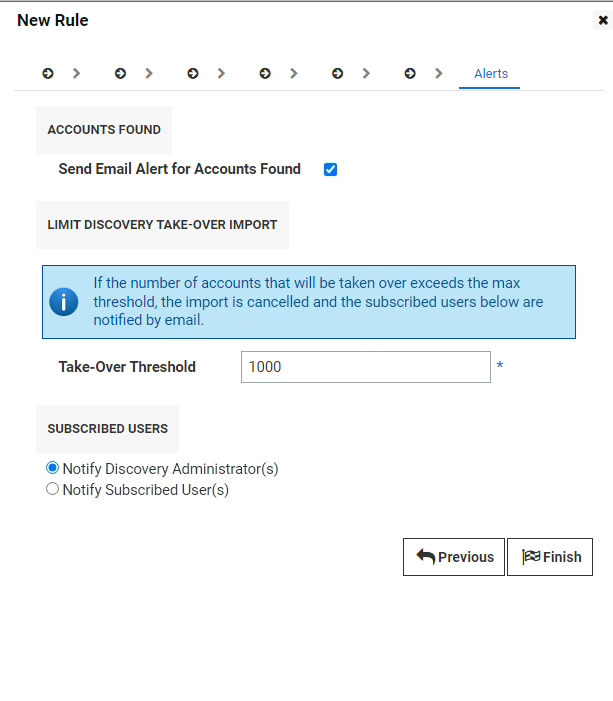 New Rule
Alerts
ACCOUNTS FOUND
Send Email Alert for Accounts Found
LIMIT DISCOVERY TAKE-OVER IMPORT
If the number of accounts that will be taken over exceeds the max
threshold, the import is cancelled and the subscribed users below are
notified by email.
Take-Over Threshold 1000 *
SUBSCRIBED USERS
Notify Discovery Administrator(s)
Notify Subscribed User(s)
Previous Finish